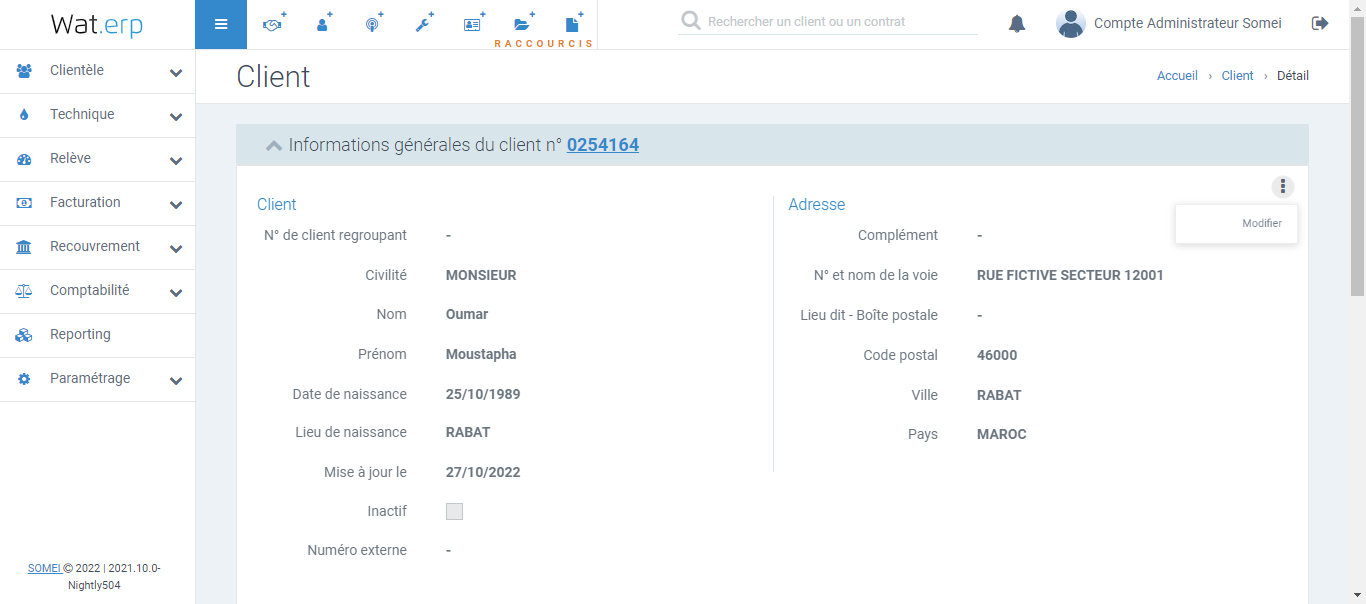 Wat.erp
RACCOURCIS
Rechercher un client ou un contrat
Compte Administrateur Somei
Clientèle
Technique
Relève
Facturation
Recouvrement
Comptabilité
Reporting
Paramétrage
SOMEI © 2022 | 2021.10.0-
Nightly504
Client
Accueil › Client › Détail
Informations générales du client n° 0254164
Modifier
Client
N° de client regroupant -
Civilité MONSIEUR
Nom Oumar
Prénom Moustapha
Date de naissance 25/10/1989
Lieu de naissance RABAT
Mise à jour le 27/10/2022
Inactif
Numéro externe -
Adresse
Complément -
N° et nom de la voie RUE FICTIVE SECTEUR 12001
Lieu dit - Boîte postale -
Code postal 46000
Ville RABAT
Pays MAROC